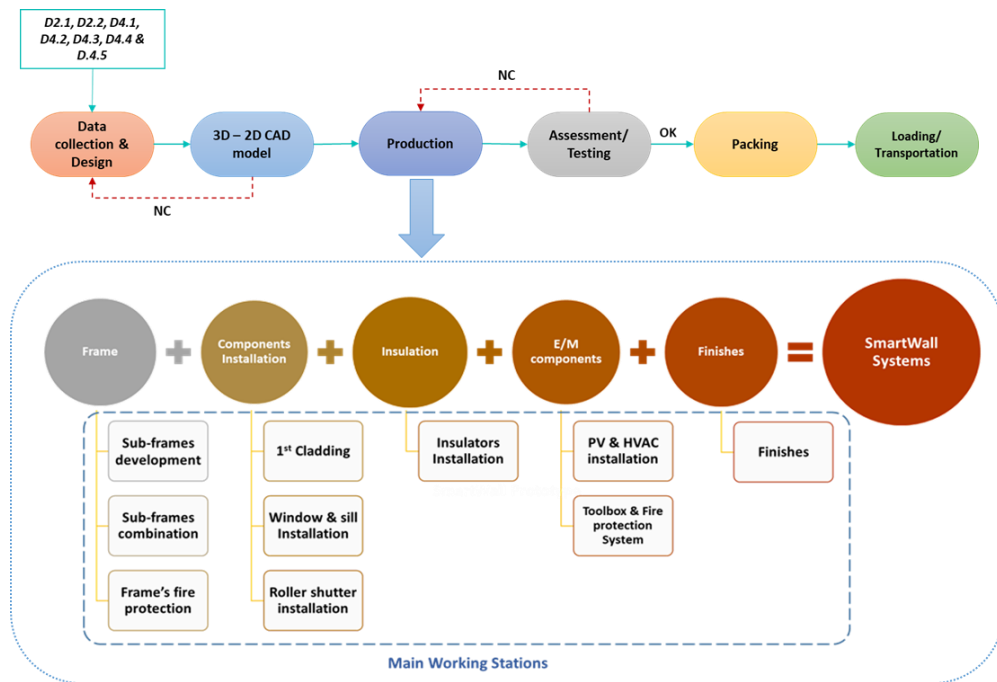 D2.1, D2.2, D4.1,
D4.2, D4.3, D4.4 &
D.4.5
NC
Data
collection &
Design
3D – 2D CAD
model
Production
Assessment/
Testing
OK
Packing
Loading/
Transportation
NC
Frame
Components
Installation
Insulation
E/M
components
Finishes
SmartWall
Systems
Sub-frames
development
1st Cladding
Insulators
Installation
PV & HVAC
installation
Finishes
Sub-frames
combination
Window & sill
Installation
Toolbox & Fire
protection
System
Frame's fire
protection
Roller shutter
installation
Main Working Stations